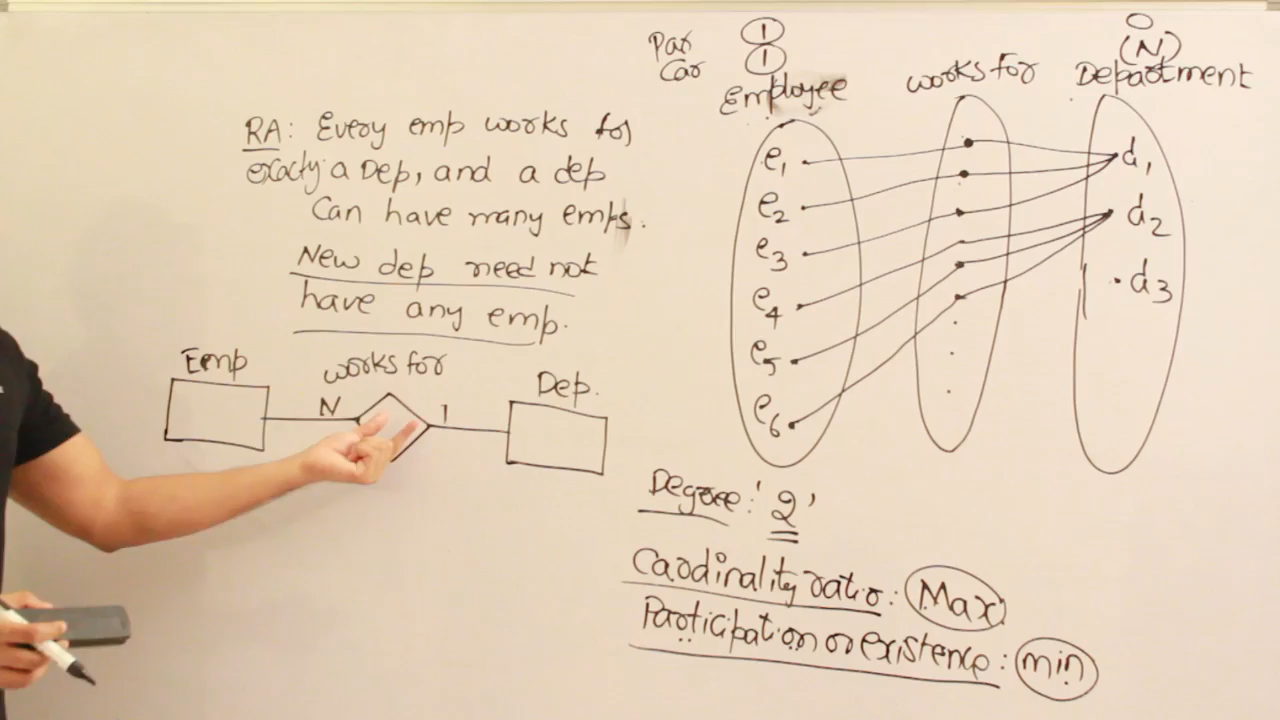 RA: Every emp works for
exactly a Dep, and a dep
Can have many emps.
New dep need not
have any emp.
Emp
works for
Dep.
N
1
Par 1 0
Car 1 (N)
Employee
works for
Department
e1
e2
e3
e4
e5
e6
d1
d2
d3
Degree: '2'
Cardinality ratio: Max
Participation or existence: min